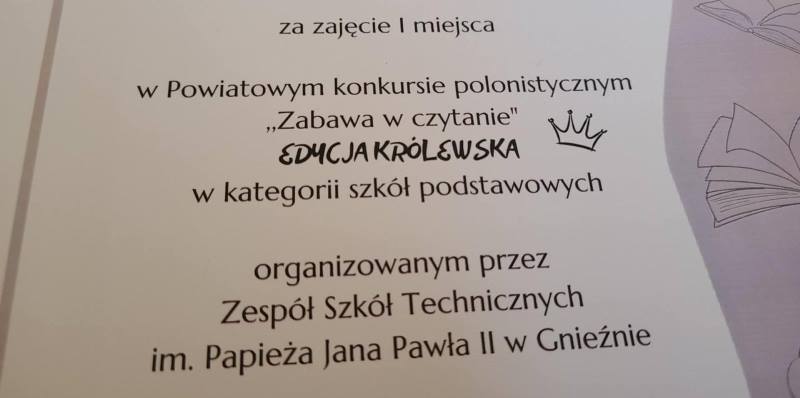 za zajęcie I miejsca
w Powiatowym konkursie polonistycznym
,,Zabawa w czytanie"
EDYCJA KRÓLEWSKA
w kategorii szkół podstawowych
organizowanym przez
Zespół Szkół Technicznych
im. Papieża Jana Pawła II w Gnieźnie